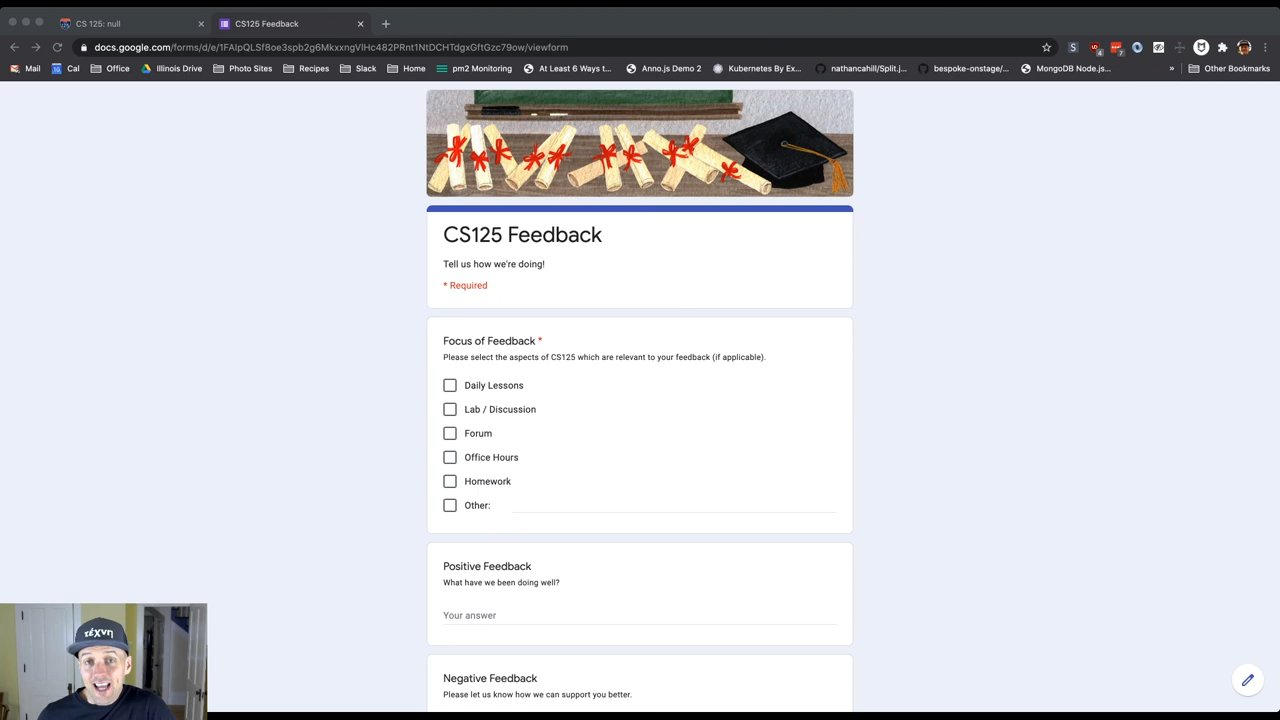 CS 125: null
CS125 Feedback
docs.google.com/forms/d/e/1FAIpQLSf8oe3spb2g6MkxxngVlHc482PRnt1NtDCHTdgxGftGzc79ow/viewform
Mail
Cal
Office
Illinois Drive
Photo Sites
Recipes
Slack
Home
pm2 Monitoring
At Least 6 Ways t...
Anno.js Demo 2
Kubernetes By Ex...
nathancahill/Split.j...
bespoke-onstage/...
MongoDB Node.js...
»
Other Bookmarks
CS125 Feedback
Tell us how we're doing!
* Required
Focus of Feedback *
Please select the aspects of CS125 which are relevant to your feedback (if applicable).
Daily Lessons
Lab / Discussion
Forum
Office Hours
Homework
Other:
Positive Feedback
What have we been doing well?
Your answer
Negative Feedback
Please let us know how we can support you better.
τέχνη